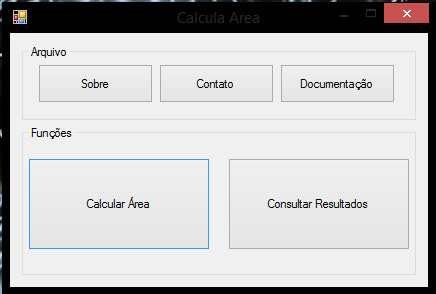 Calcula Area
Arquivo
Sobre
Contato
Documentação
Funções
Calcular Área
Consultar Resultados